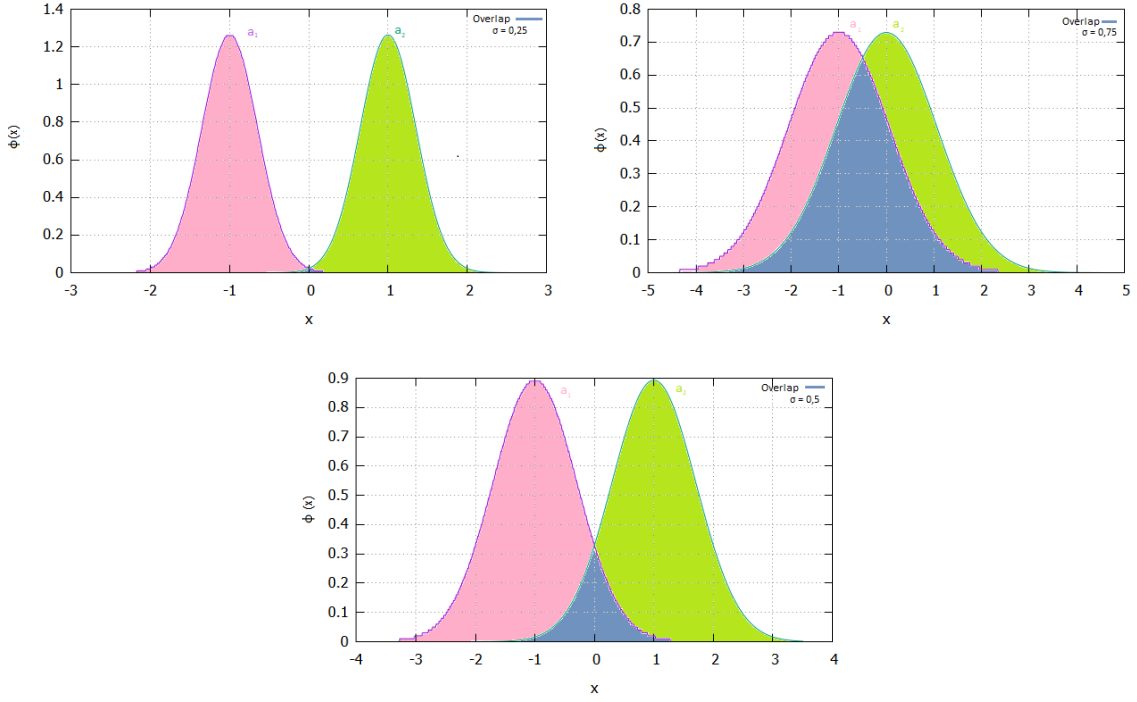 1.4
1.2
1
0.8
0.6
0.4
0.2
0
-3 -2 -1 0 1 2 3
ϕ(x)
x
a₁
a₂
Overlap
σ = 0,25
0.8
0.7
0.6
0.5
0.4
0.3
0.2
0.1
0
-5 -4 -3 -2 -1 0 1 2 3 4 5
ϕ(x)
x
a₁
a₂
Overlap
σ = 0,75
0.9
0.8
0.7
0.6
0.5
0.4
0.3
0.2
0.1
0
-4 -3 -2 -1 0 1 2 3 4
ϕ (x)
x
a₁
a₂
Overlap
σ = 0,5